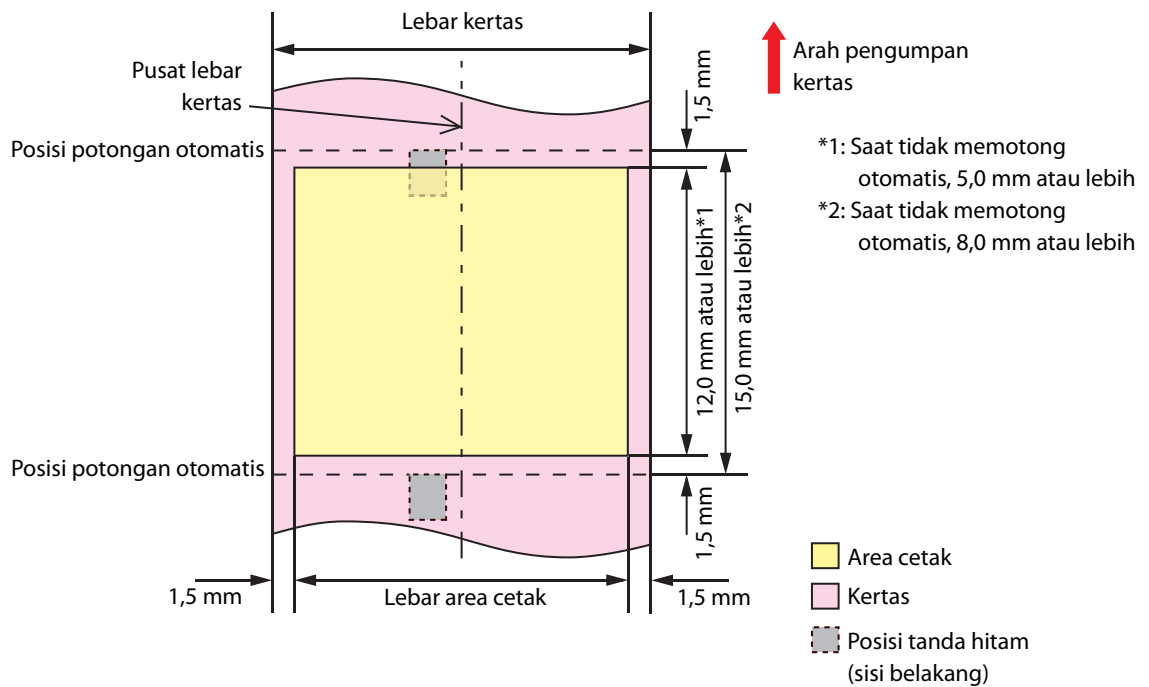 Lebar kertas
Arah pengumpan
kertas
Pusat lebar
kertas
1,5 mm
Posisi potongan otomatis
*1: Saat tidak memotong
otomatis, 5,0 mm atau lebih
*2: Saat tidak memotong
otomatis, 8,0 mm atau lebih
12,0 mm atau lebih*1
15,0 mm atau lebih*2
Posisi potongan otomatis
1,5 mm
1,5 mm
Lebar area cetak
1,5 mm
Area cetak
Kertas
Posisi tanda hitam
(sisi belakang)